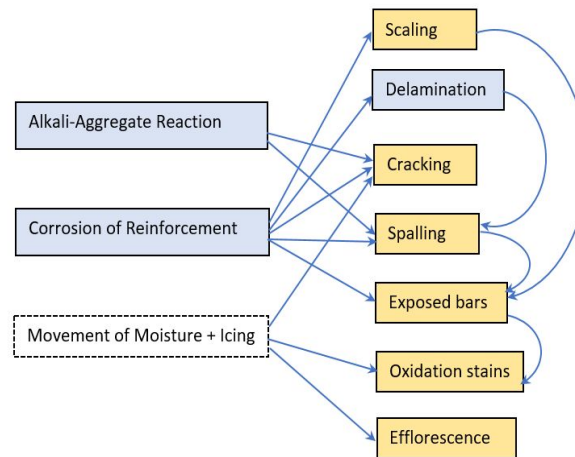 Scaling
Delamination
Alkali-Aggregate Reaction
Cracking
Corrosion of Reinforcement
Spalling
Exposed bars
Movement of Moisture + Icing
Oxidation stains
Efflorescence